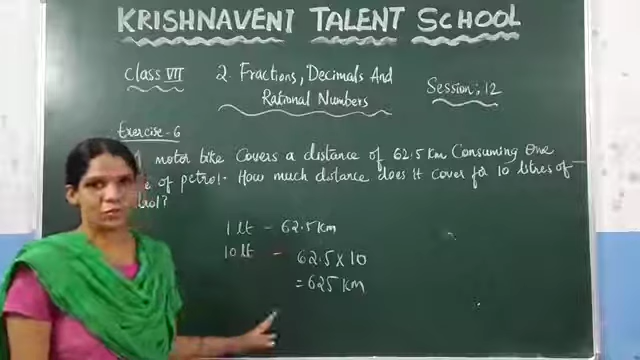 KRISHNAVENI TALENT SCHOOL
Class VII
2. Fractions, Decimals And
Rational Numbers
Session: 12
Exercise-6
motor bike Covers a distance of 62.5 km Consuming One
of petrol. How much distance does it cover for 10 litres of
1 lt - 62.5 km
10 lt - 62.5 x 10
= 625 km